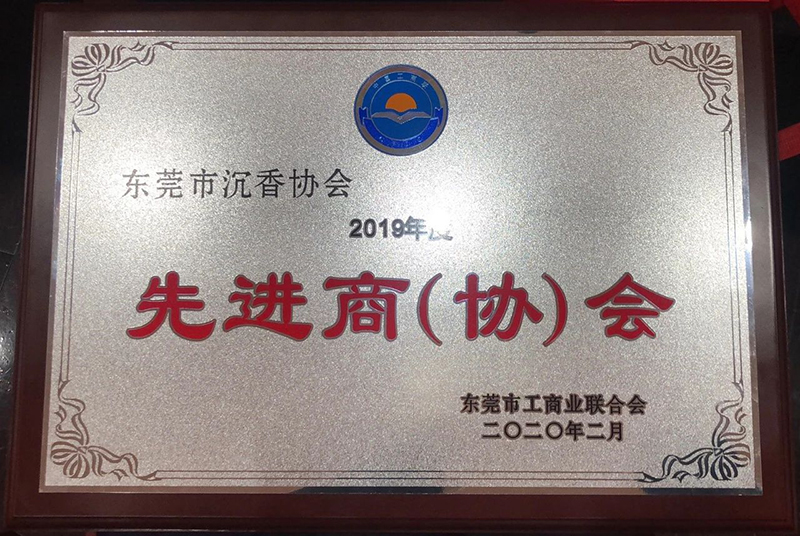 东莞市沉香协会
2019年度
先进商(协)会
东莞市工商业联合会
二〇二〇年二月